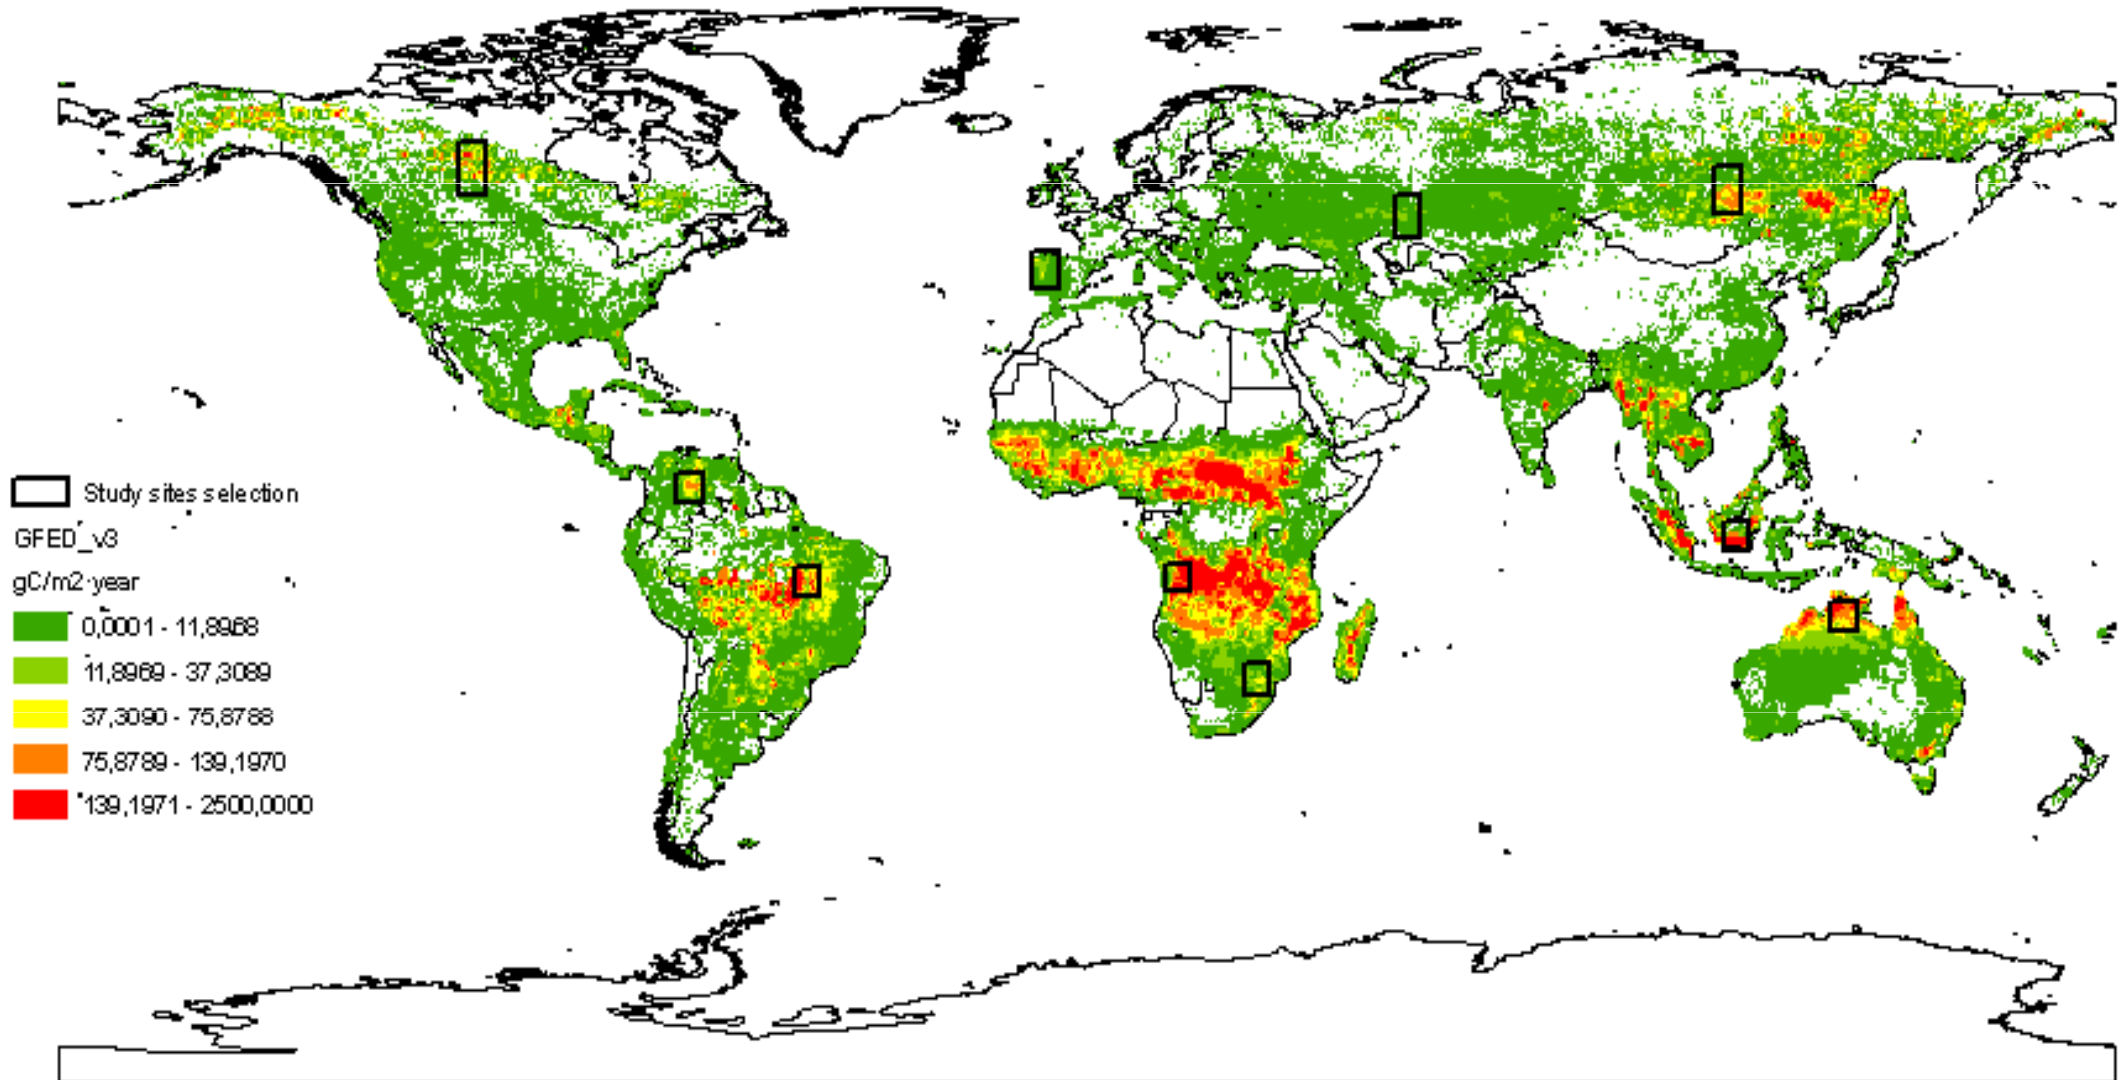 Study sites selection
GFED_v3
gC/m2·year
0,0001 - 11,8968
11,8969 - 37,3089
37,3090 - 75,8788
75,8789 - 139,1970
139,1971 - 2500,0000